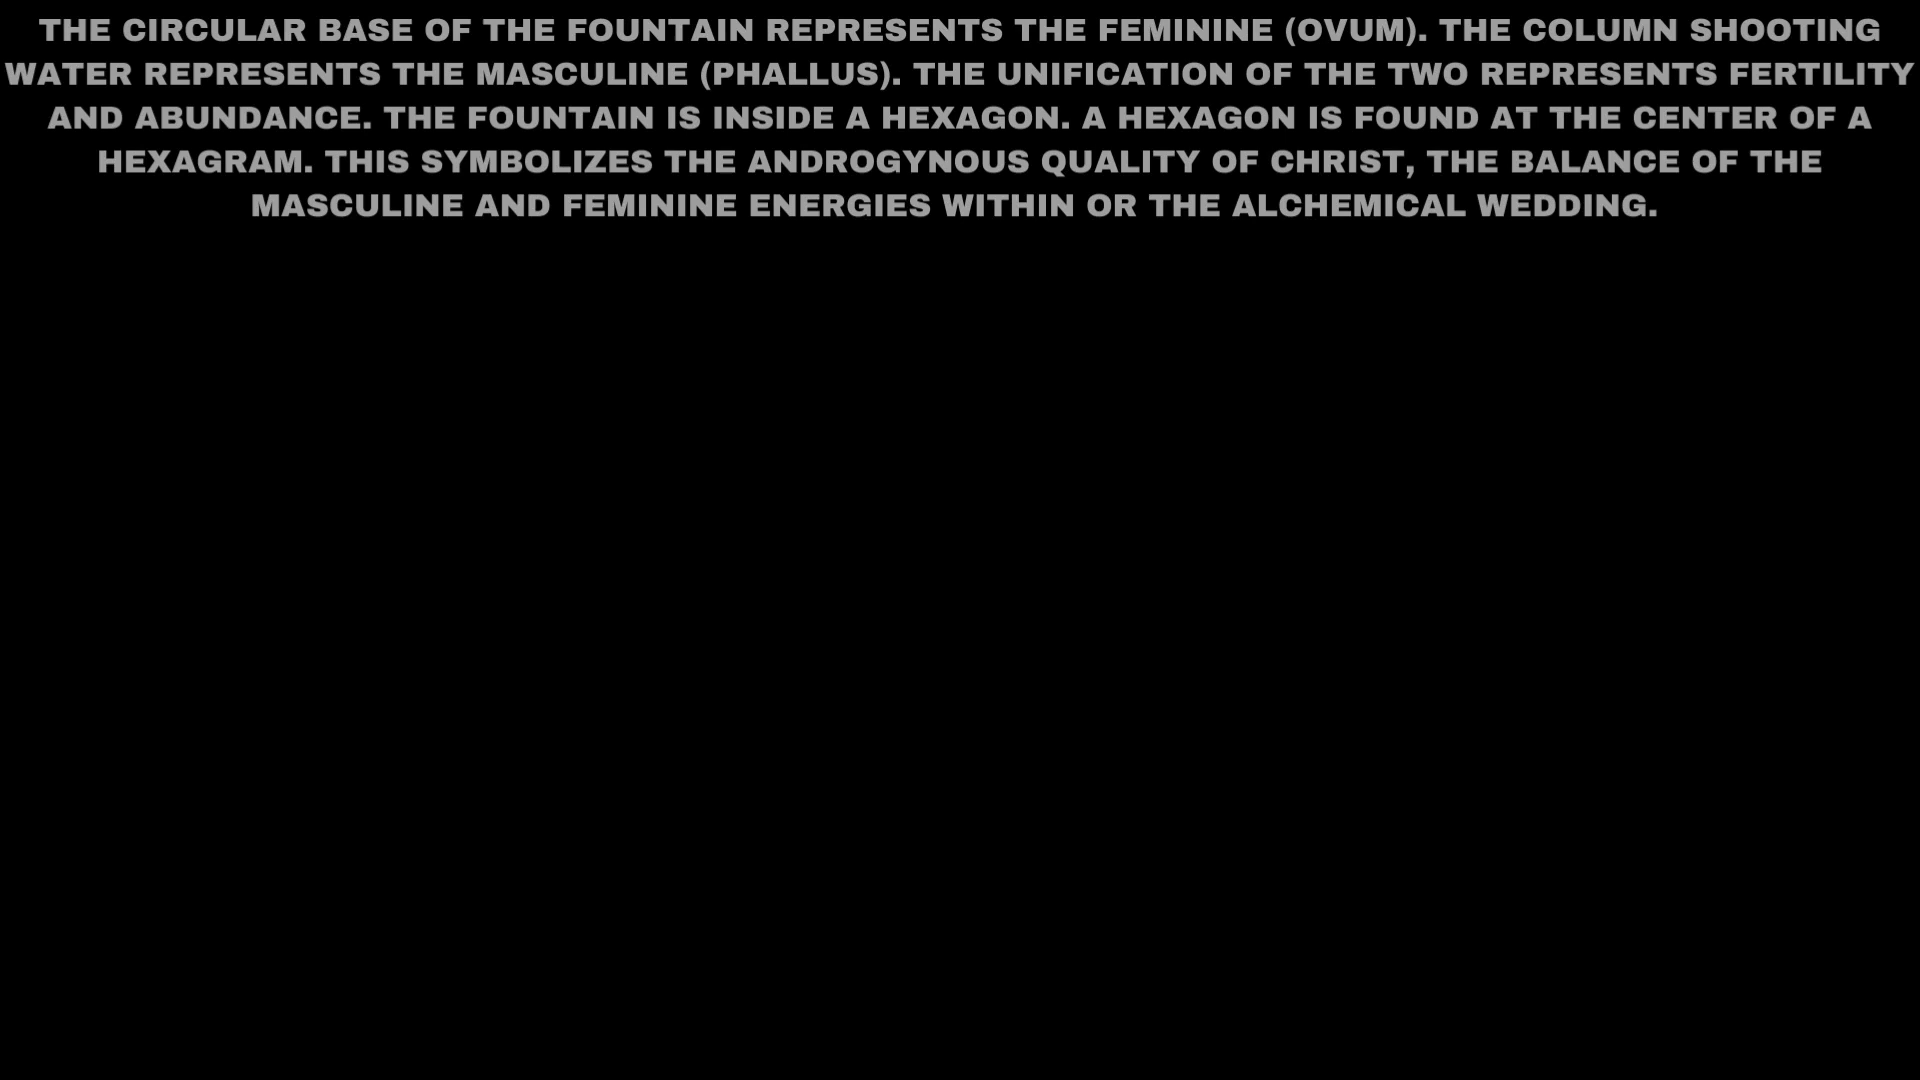 THE CIRCULAR BASE OF THE FOUNTAIN REPRESENTS THE FEMININE (OVUM). THE COLUMN SHOOTING
WATER REPRESENTS THE MASCULINE (PHALLUS). THE UNIFICATION OF THE TWO REPRESENTS FERTILITY
AND ABUNDANCE. THE FOUNTAIN IS INSIDE A HEXAGON. A HEXAGON IS FOUND AT THE CENTER OF A
HEXAGRAM. THIS SYMBOLIZES THE ANDROGYNOUS QUALITY OF CHRIST, THE BALANCE OF THE
MASCULINE AND FEMININE ENERGIES WITHIN OR THE ALCHEMICAL WEDDING.